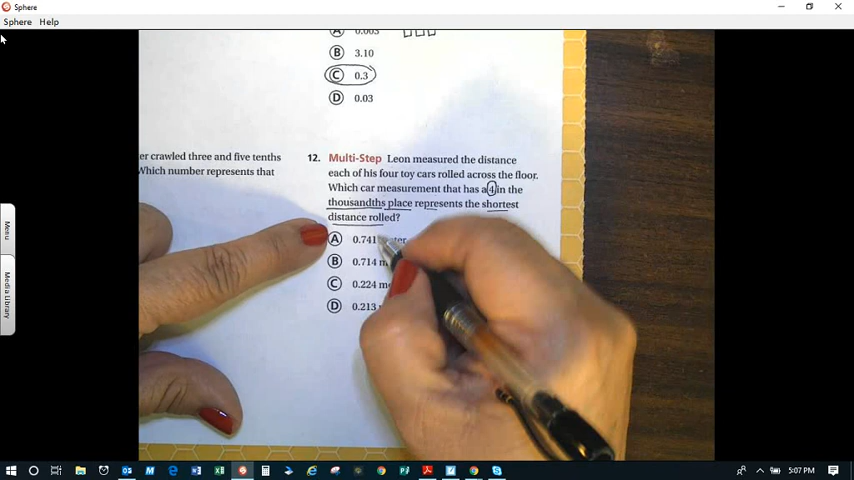 Sphere
Sphere Help
A 0.003
B 3.10
C 0.3
D 0.03
er crawled three and five tenths
Which number represents that
12. Multi-Step Leon measured the distance
each of his four toy cars rolled across the floor.
Which car measurement that has a 4 in the
thousandths place represents the shortest
distance rolled?
A 0.741
B 0.714 m
C 0.224 m
D 0.213
Menu
Media Library
5:07 PM